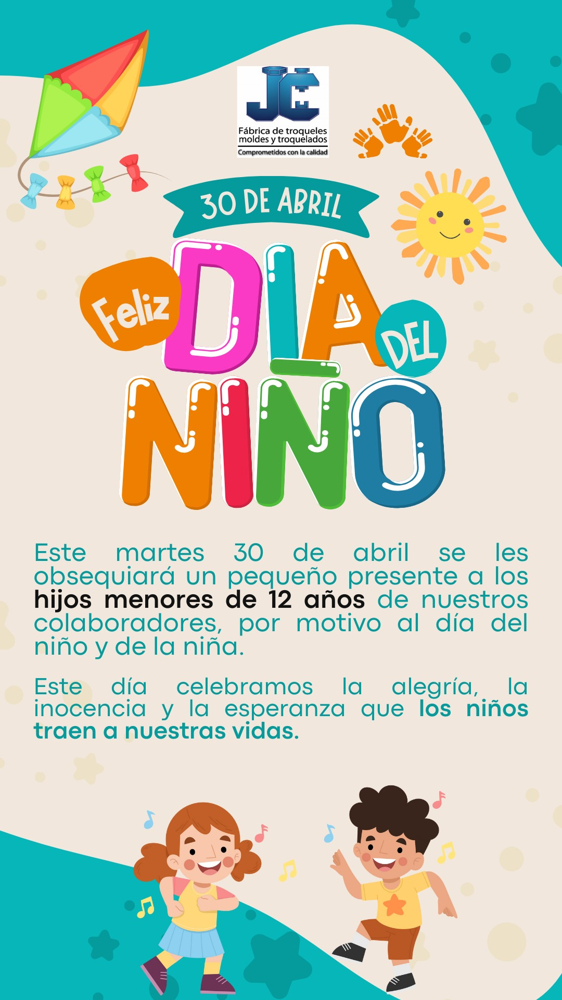 JC
Fábrica de troqueles
moldes y troquelados
Comprometidos con la calidad
30 DE ABRIL
Feliz
DIA
DEL
NIÑO
Este martes 30 de abril se les
obsequiará un pequeño presente a los
hijos menores de 12 años de nuestros
colaboradores, por motivo al día del
niño y de la niña.
Este día celebramos la alegría, la
inocencia y la esperanza que los niños
traen a nuestras vidas.